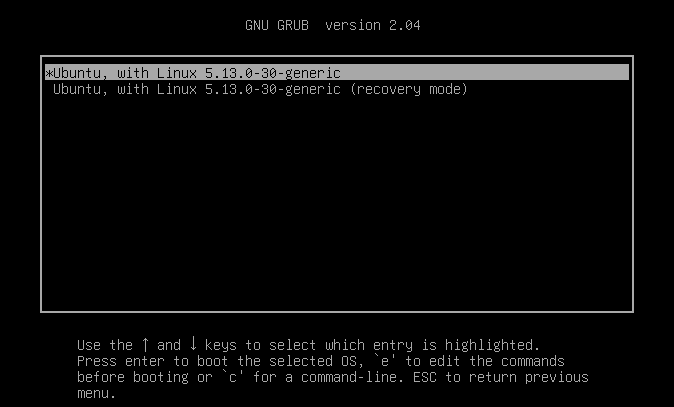 GNU GRUB  version 2.04
*Ubuntu, with Linux 5.13.0-30-generic
Ubuntu, with Linux 5.13.0-30-generic (recovery mode)
Use the ↑ and ↓ keys to select which entry is highlighted.
Press enter to boot the selected OS, `e' to edit the commands
before booting or `c' for a command-line. ESC to return previous
menu.